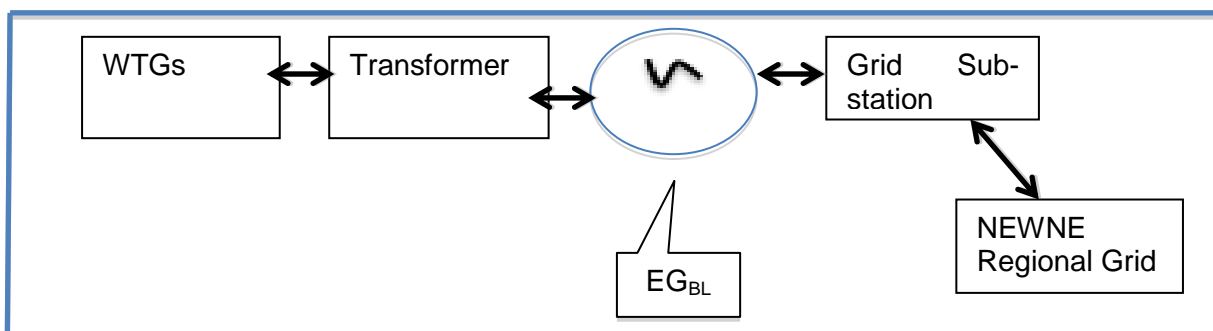 WTGs
Transformer
Grid Sub-
station
NEWNE
Regional Grid
EGBL